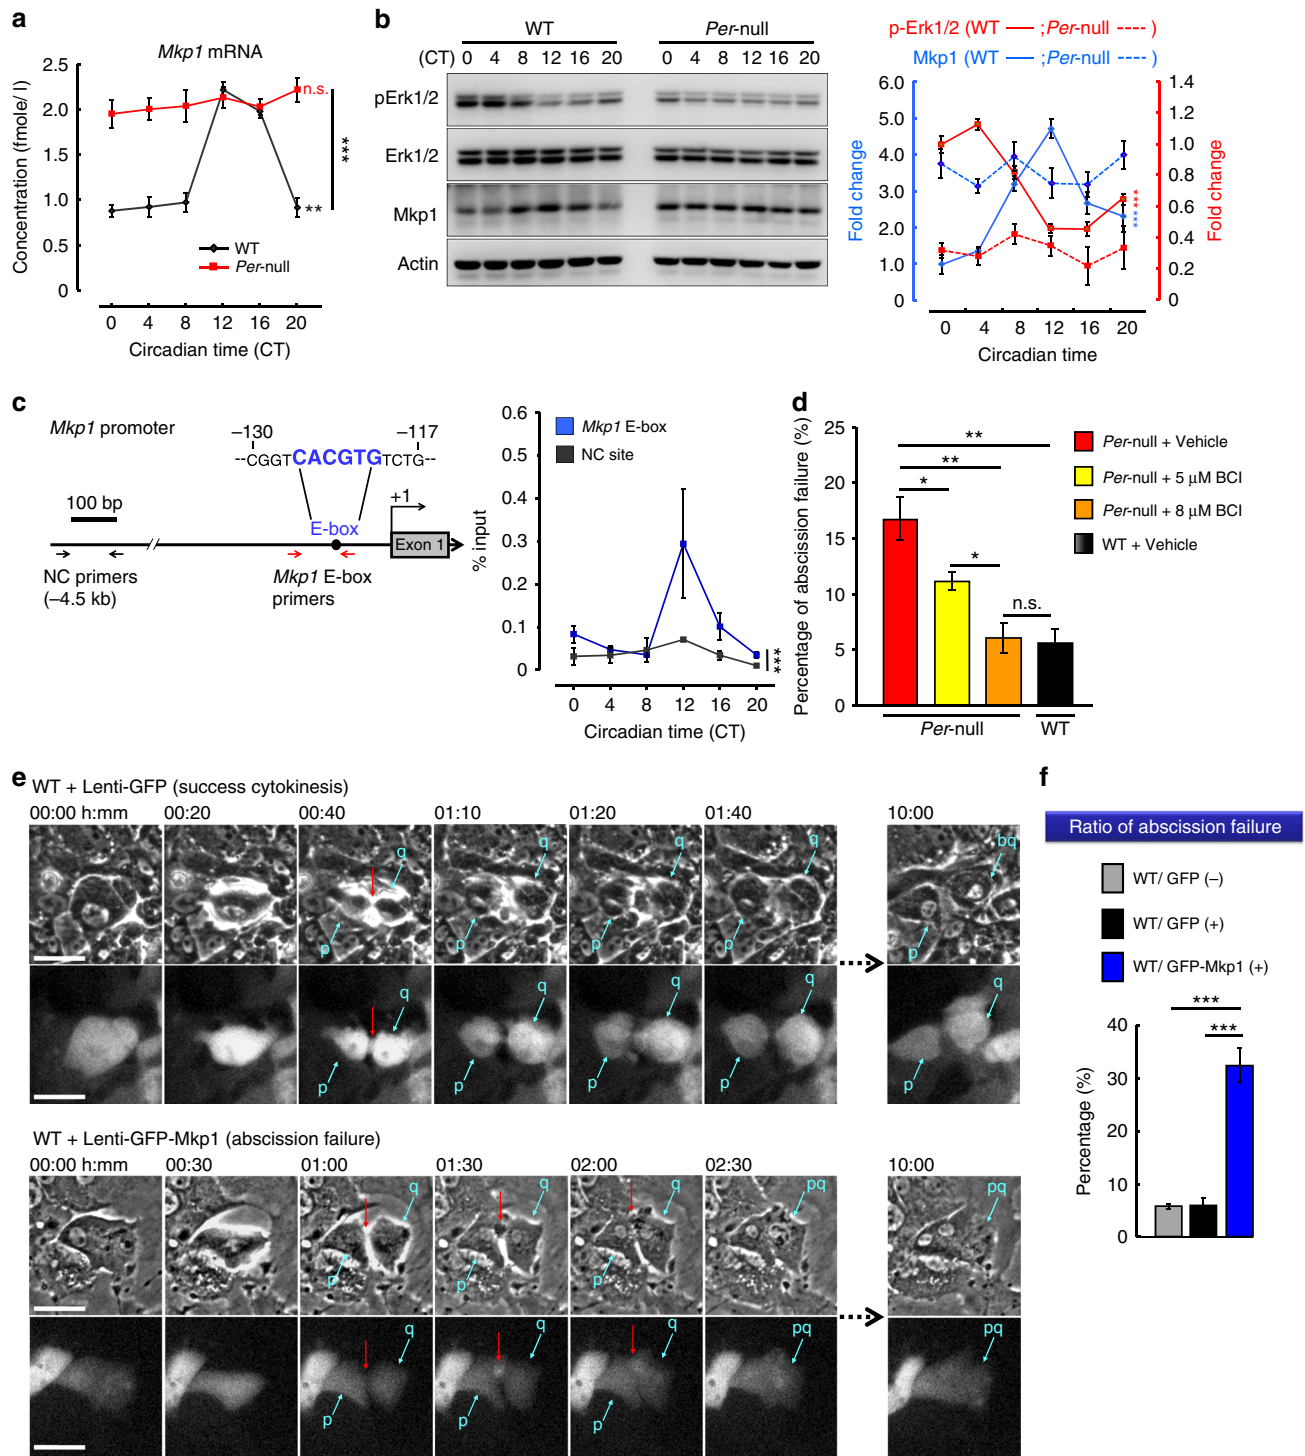 a
Mkp1 mRNA
Concentration (fmole/ l)
2.5
2.0
1.5
1.0
0.5
0
n.s.
***
**
WT
Per-null
0 4 8 12 16 20
Circadian time (CT)
b
WT Per-null
(CT) 0 4 8 12 16 20 0 4 8 12 16 20
pErk1/2
Erk1/2
Mkp1
Actin
p-Erk1/2 (WT — ;Per-null ---- )
Mkp1 (WT — ;Per-null ---- )
Fold change
6.0
4.0
3.0
2.0
1.0
0
1.4
1.2
1.0
0.8
0.6
0.4
0.2
0
Fold change
***
***
0 4 8 12 16 20
Circadian time
c
Mkp1 promoter
–130 –117
--CGGTCACGTGTCTG--
100 bp
E-box
+1
Exon 1
NC primers
(–4.5 kb)
Mkp1 E-box
primers
% input
0.6
0.5
0.4
0.3
0.2
0.1
0
Mkp1 E-box
NC site
***
0 4 8 12 16 20
Circadian time (CT)
d
Percentage of abscission failure (%)
25
20
15
10
5
0
**
**
*
*
n.s.
Per-null WT
Per-null + Vehicle
Per-null + 5 μM BCI
Per-null + 8 μM BCI
WT + Vehicle
e
WT + Lenti-GFP (success cytokinesis)
00:00 h:mm 00:20 00:40 01:10 01:20 01:40 10:00
q q q q bq
p p p p p
q q q q q
p p p p p
WT + Lenti-GFP-Mkp1 (abscission failure)
00:00 h:mm 00:30 01:00 01:30 02:00 02:30 10:00
q q q pq pq
p p p
q q q pq pq
p p p
f
Ratio of abscission failure
WT/ GFP (–)
WT/ GFP (+)
WT/ GFP-Mkp1 (+)
***
***
Percentage (%)
40
30
20
10
0